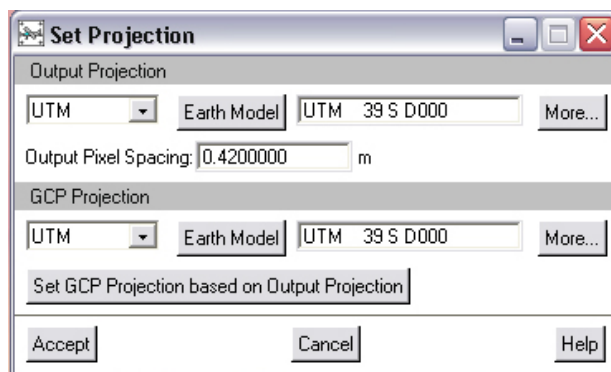 Set Projection
Output Projection
UTM Earth Model UTM 39 S D000 More...
Output Pixel Spacing: 0.4200000 m
GCP Projection
UTM Earth Model UTM 39 S D000 More...
Set GCP Projection based on Output Projection
Accept Cancel Help